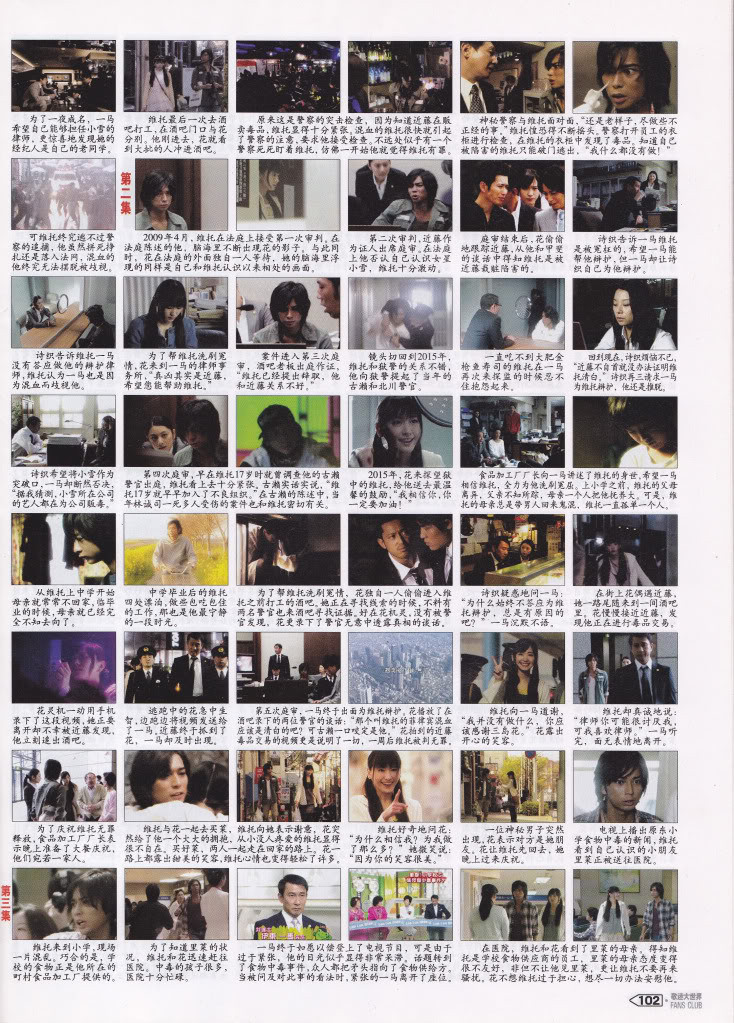 为了一夜成名，一马
希望自己能够担任小雪的
律师，更惊喜地发现她的
经纪人是自己的老同学。
维托最后一次去酒
吧打工，在酒吧门口与花
分别。他刚进去，花就看
到大批的人冲进酒吧。
原来这是警察的突击检查，因为知道近藤在贩
卖毒品，维托显得十分紧张，混血的维托很快就引起
了警察的注意，要求他接受检查，不远处似乎有一个
警察死死盯着维托，仿佛一开始他就觉得维托有罪。
神秘警察与维托面对面，“还是老样子，尽做些不
正经的事。”维托惶恐得不断摇头，警察打开员工的衣
柜进行检查，在维托的衣柜中发现了毒品，知道自己
被陷害的维托只能破门逃出，“我什么都没有做！”
第二集
可维托终究逃不过警
察的追捕，他虽然拼死挣
扎还是落入法网，混血的
他终究无法摆脱被歧视。
2009年4月，维托在法庭上接受第一次审判，在
法庭陈述的他，脑海里不断出现花的影子，与此同
时，花在法庭的外面独自一人等待，她的脑海里浮
现的同样是自己和维托认识以来相处的画面。
第二次审判，近藤作
为证人出席审庭，在法庭
上他否认自己认识女星
小雪，维托十分激动。
庭审结束后，花偷偷
地跟踪近藤，从他和甲斐
的谈话中得知维托是被
近藤栽赃陷害的。
诗织告诉一马维托
是被冤枉的，希望一马能
帮他辩护，但一马却让诗
织自己为他辩护。
诗织告诉维托一马
没有答应做他的辩护律
师，维托认为一马也是因
为混血而歧视他。
为了帮维托洗刷冤
情，花来到一马的律师事
务所，“真凶其实是近藤，
希望您能帮助维托。”
案件进入第三次庭
审，酒吧老板出庭作证，
“维托已经提出辞职，他
和近藤关系不好。”
镜头切回到2015年，
维托和狱警的关系不错，
他向狱警提起了当年的
古濑和北川警官。
一直吃不到大肥金
枪鱼寿司的维托在一马
再次来探监的时候忍不
住抱怨起来。
回到现在，诗织烦恼不已，
“近藤不自首就没办法证明维
托清白。”诗织再三请求一马
为维托辩护，他还是推脱。
诗织希望将小雪作为
突破口，一马却断然否决，
“据我猜测，小雪所在公司
的艺人都在为公司贩毒。”
第四次庭审，早在维托17岁时就曾调查他的古濑
警官出庭，维托看上去十分紧张，古濑实话实说，“维
托17岁就早早加入了不良组织。”在古濑的陈述中，当
年林诚司一死多人受伤的案件也和维托密切有关。
2015年，花来探望狱
中的维托，给他送去最温
馨的鼓励，“我相信你，你
一定要加油！”
食品加工厂厂长向一马讲述了维托的身世，希望一马
相信维托，全力为他洗刷冤屈。上小学之前，维托的父母
离异，父亲不知所踪，母亲一个人把他抚养大。可是，维
托的母亲总是带男人回来鬼混，维托一直孤单一个人。
从维托上中学开始
母亲就常常不回家，临毕
业的时候，母亲就已经完
全不知去向了。
中学毕业后的维托
四处漂泊，做些包吃包住
的工作，那也是他最宁静
的一段时光。
为了帮维托洗刷冤情，花独自一人偷偷进入维
托之前打工的酒吧，她正在寻找线索的时候，不料有
两名警官也来酒吧寻找证据。好在花机灵，没有被警
官发现，花更录下了警官无意中透露真相的谈话。
诗织疑惑地问一马：
“为什么始终不答应为维
托辩护，总是有原因的
吧？”一马沉默不语。
在街上花偶遇近藤，
她一路尾随来到一间酒吧
里，花慢慢接近近藤，发
现他正在进行毒品交易。
花灵机一动用手机
录下了这段视频，她正要
离开却不幸被近藤发现，
他立刻追出酒吧。
逃跑中的花急中生
智，边跑边将视频发送给
了一马，近藤终于抓到了
花，一马却及时出现。
第五次庭审，一马终于出面为维托辩护。花播放了在
酒吧录下的两位警官的谈话：“那个叫维托的菲律宾混血
应该是清白的吧？可古濑一口咬定是他。”花拍到的近藤
毒品交易的视频更是说明了一切，一周后维托被判无罪。
维托向一马道谢，
“我并没有做什么，你应
该感谢三岛花。”花露出
开心的笑容。
维托却真诚地说：
“律师你可能很讨厌我，
可我喜欢律师。”一马听
完，面无表情地离开。
为了庆祝维托无罪
释放，食品加工厂厂长表
示晚上准备了大餐庆祝，
他们宛若一家人。
维托与花一起去买菜，维托向她表示谢意，花突
然给了他一个大大的拥抱，从小没人疼爱的维托显得
很不自在。买好菜，两人一起走在回家的路上，花一
路上都露出甜美的笑容，维托心情也变得轻松了许多。
维托好奇地问花：
“为什么相信我？为我做
了那么多？”她微笑说：
“因为你的笑容很美。”
一位神秘男子突然
出现，花表示对方是她朋
友，花让维托先回去，她
晚上过来庆祝。
电视上播出原东小
学食物中毒的新闻，维托
看到自己认识的小朋友
里菜正被送往医院。
第三集
维托来到小学，现场
一片混乱。巧合的是，学
校的食物正是他所在的
町村食品加工厂提供的。
为了知道里菜的状
况，维托和花迅速赶往
医院。中毒的孩子很多，
医院十分忙碌。
一马终于如愿以偿登上了电视节目，可是由于
过于紧张，他的目光似乎显得非常呆滞，话题转到
了食物中毒事件，众人都把矛头指向了食物供给方，
当被问及对此事的看法时，紧张的一马离开了座位。
在医院，维托和花看到了里菜的母亲，得知维
托是学校食物供应商的员工，里菜的母亲态度变得
很不友好，非但不让他见里菜，更让维托不要再来
骚扰，花不想维托过于担心，想尽一切办法安慰他。
102
歌迷大世界
FANS CLUB